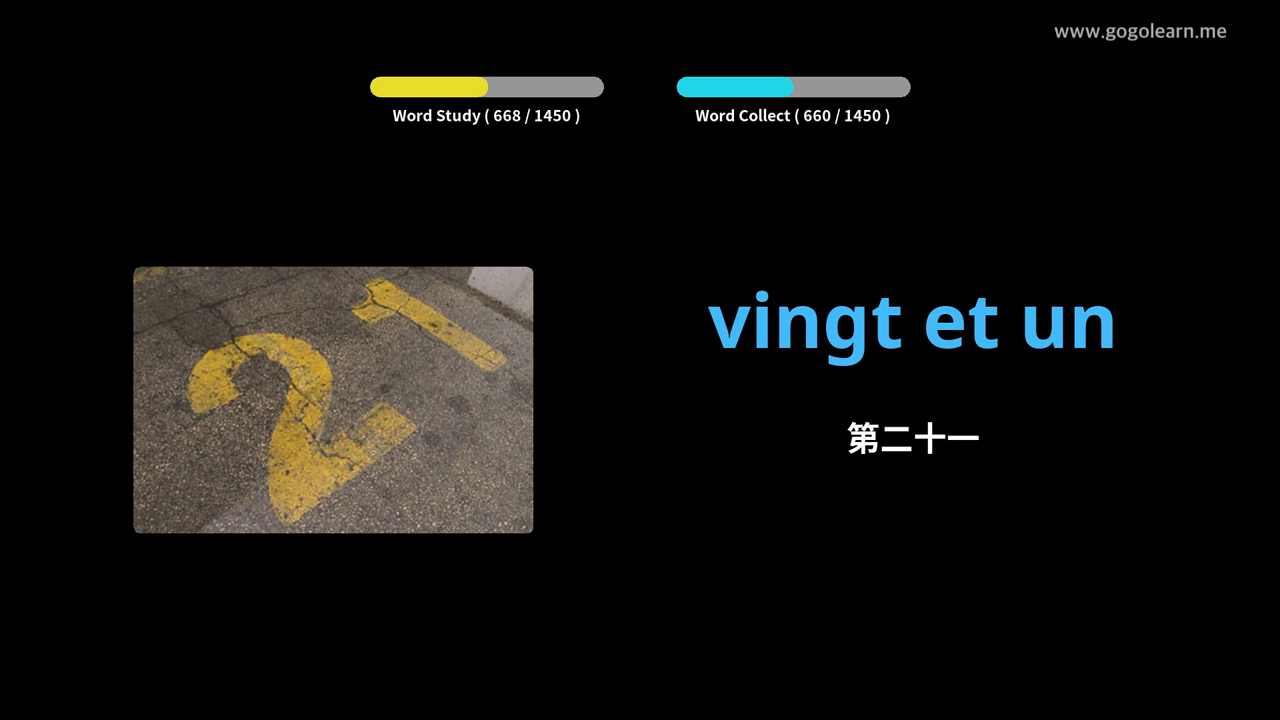 www.gogolearn.me
Word Study ( 668 / 1450 )
Word Collect ( 660 / 1450 )
21
vingt et un
第二十一